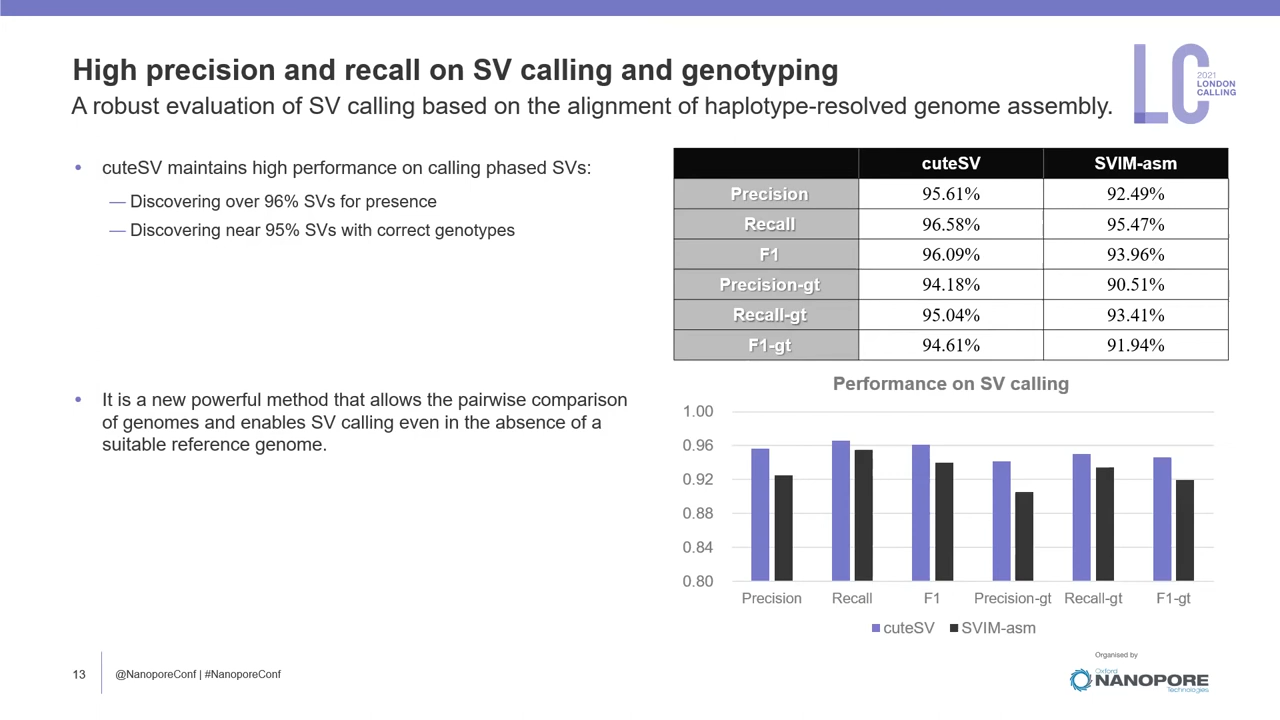 High precision and recall on SV calling and genotyping
A robust evaluation of SV calling based on the alignment of haplotype-resolved genome assembly.
LC
2021
LONDON
CALLING
• cuteSV maintains high performance on calling phased SVs:
— Discovering over 96% SVs for presence
— Discovering near 95% SVs with correct genotypes
• It is a new powerful method that allows the pairwise comparison
of genomes and enables SV calling even in the absence of a
suitable reference genome.
cuteSV SVIM-asm
Precision 95.61% 92.49%
Recall 96.58% 95.47%
F1 96.09% 93.96%
Precision-gt 94.18% 90.51%
Recall-gt 95.04% 93.41%
F1-gt 94.61% 91.94%
Performance on SV calling
1.00
0.96
0.92
0.88
0.84
0.80
Precision Recall F1 Precision-gt Recall-gt F1-gt
cuteSV SVIM-asm
13 @NanoporeConf | #NanoporeConf
Organised by
Oxford
NANOPORE
Technologies